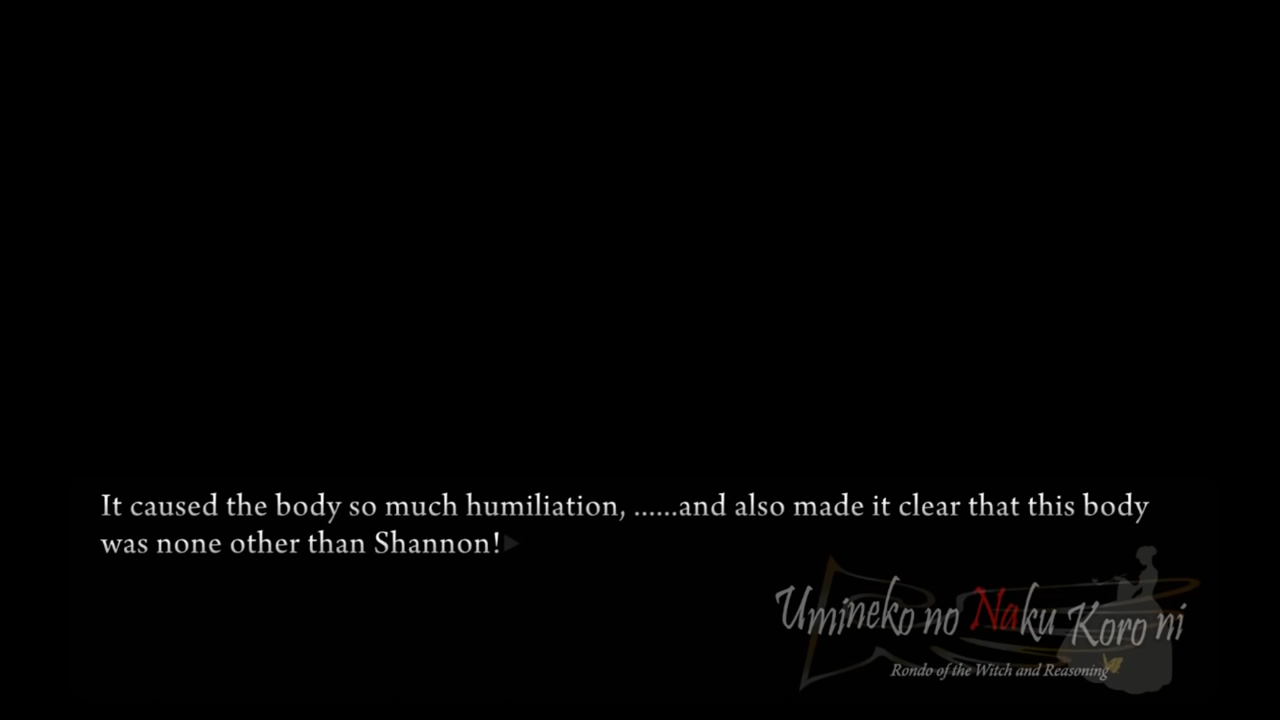 It caused the body so much humiliation, ......and also made it clear that this body
was none other than Shannon!
Umineko no Naku Koro ni
Rondo of the Witch and Reasoning